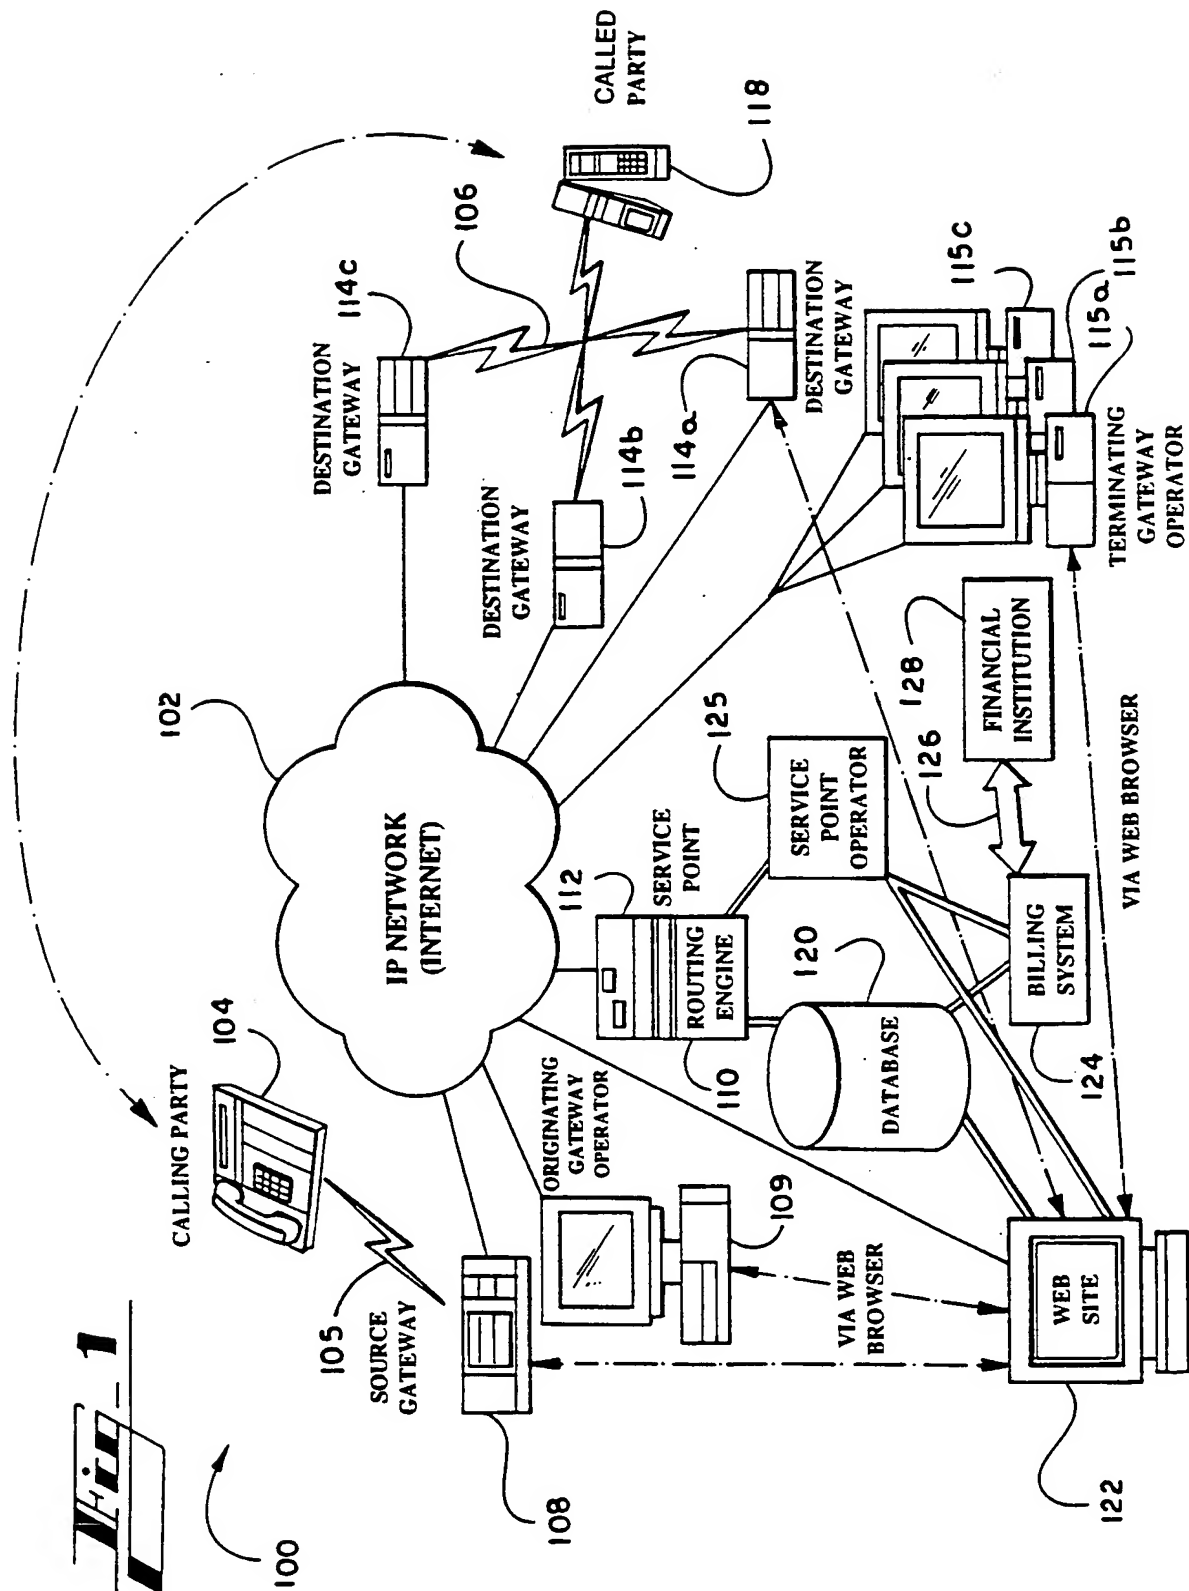 Fig. 1
100
CALLING PARTY
104
105
SOURCE
GATEWAY
108
102
IP NETWORK
(INTERNET)
DESTINATION
GATEWAY
114c
106
CALLED
PARTY
118
DESTINATION
GATEWAY
114b
114a
DESTINATION
GATEWAY
ORIGINATING
GATEWAY
OPERATOR
109
112
SERVICE
POINT
ROUTING
ENGINE
110
125
SERVICE
POINT
OPERATOR
120
DATABASE
115c
115a
115b
TERMINATING
GATEWAY
OPERATOR
128
FINANCIAL
INSTITUTION
126
BILLING
SYSTEM
124
VIA WEB
BROWSER
VIA WEB BROWSER
WEB
SITE
122